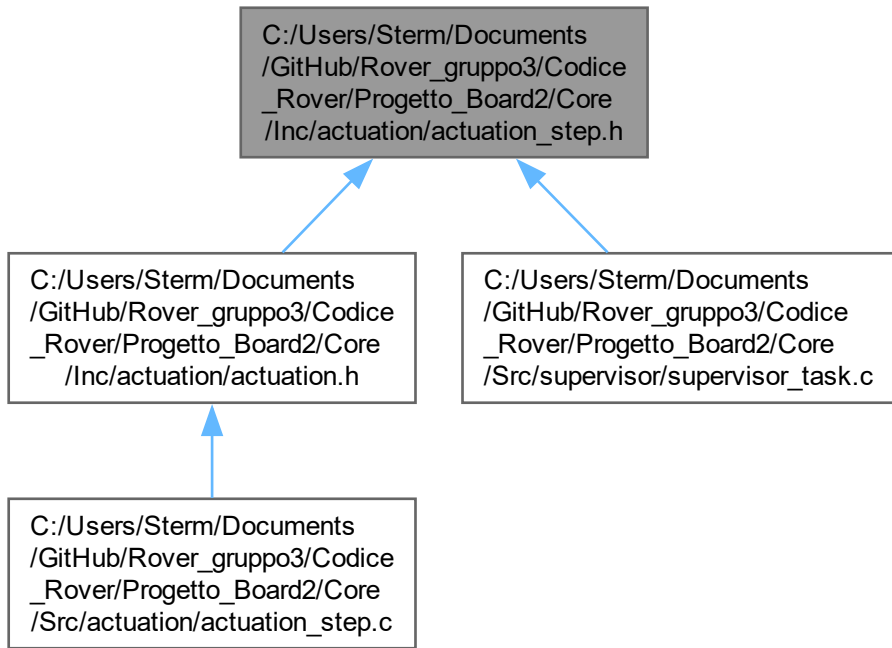 C:/Users/Sterm/Documents
/GitHub/Rover_gruppo3/Codice
_Rover/Progetto_Board2/Core
/Inc/actuation/actuation_step.h
C:/Users/Sterm/Documents
/GitHub/Rover_gruppo3/Codice
_Rover/Progetto_Board2/Core
/Inc/actuation/actuation.h
C:/Users/Sterm/Documents
/GitHub/Rover_gruppo3/Codice
_Rover/Progetto_Board2/Core
/Src/supervisor/supervisor_task.c
C:/Users/Sterm/Documents
/GitHub/Rover_gruppo3/Codice
_Rover/Progetto_Board2/Core
/Src/actuation/actuation_step.c